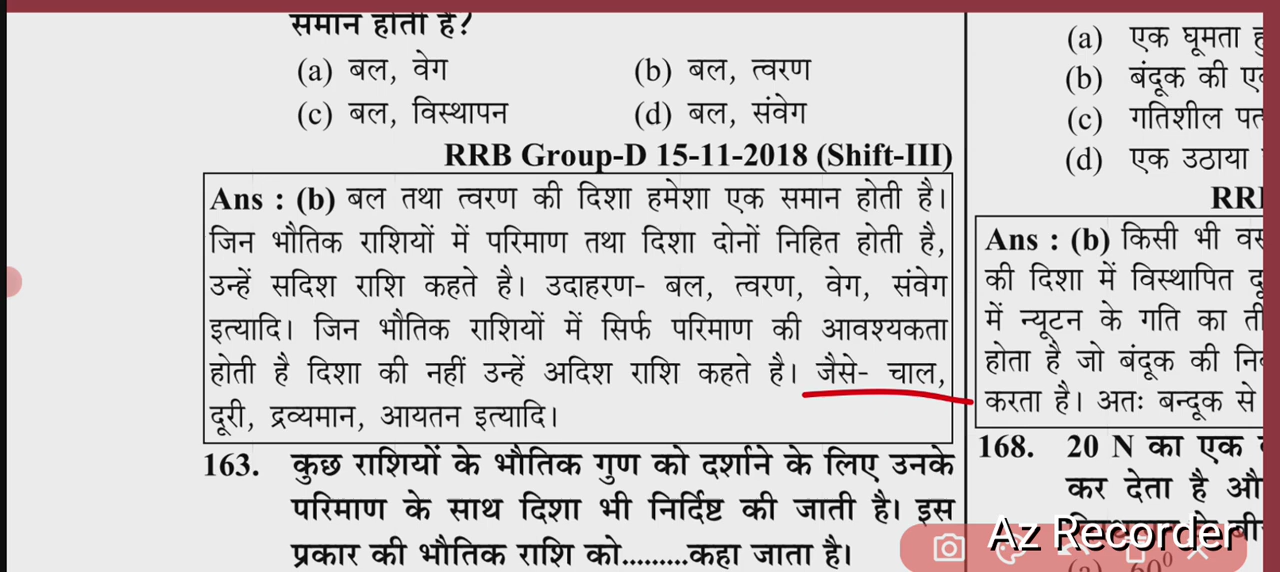 समान होती है?
(a) बल, वेग
(b) बल, त्वरण
(c) बल, विस्थापन
(d) बल, संवेग
RRB Group-D 15-11-2018 (Shift-III)
Ans : (b) बल तथा त्वरण की दिशा हमेशा एक समान होती है।
जिन भौतिक राशियों में परिमाण तथा दिशा दोनों निहित होती है,
उन्हें सदिश राशि कहते है। उदाहरण- बल, त्वरण, वेग, संवेग
इत्यादि। जिन भौतिक राशियों में सिर्फ परिमाण की आवश्यकता
होती है दिशा की नहीं उन्हें अदिश राशि कहते है। जैसे- चाल,
दूरी, द्रव्यमान, आयतन इत्यादि।
163. कुछ राशियों के भौतिक गुण को दर्शाने के लिए उनके
परिमाण के साथ दिशा भी निर्दिष्ट की जाती है। इस
प्रकार की भौतिक राशि को.........कहा जाता है।
(a) एक घूमता
(b) बंदूक की
(c) गतिशील
(d) एक उठाया
Ans : (b) किसी भी
की दिशा में विस्थापित
में न्यूटन के गति का
होता है जो बंदूक की
करता है। अतः बन्दूक से
168. 20 N का एक
कर देता है
(a) 60⁰
Az Recorder